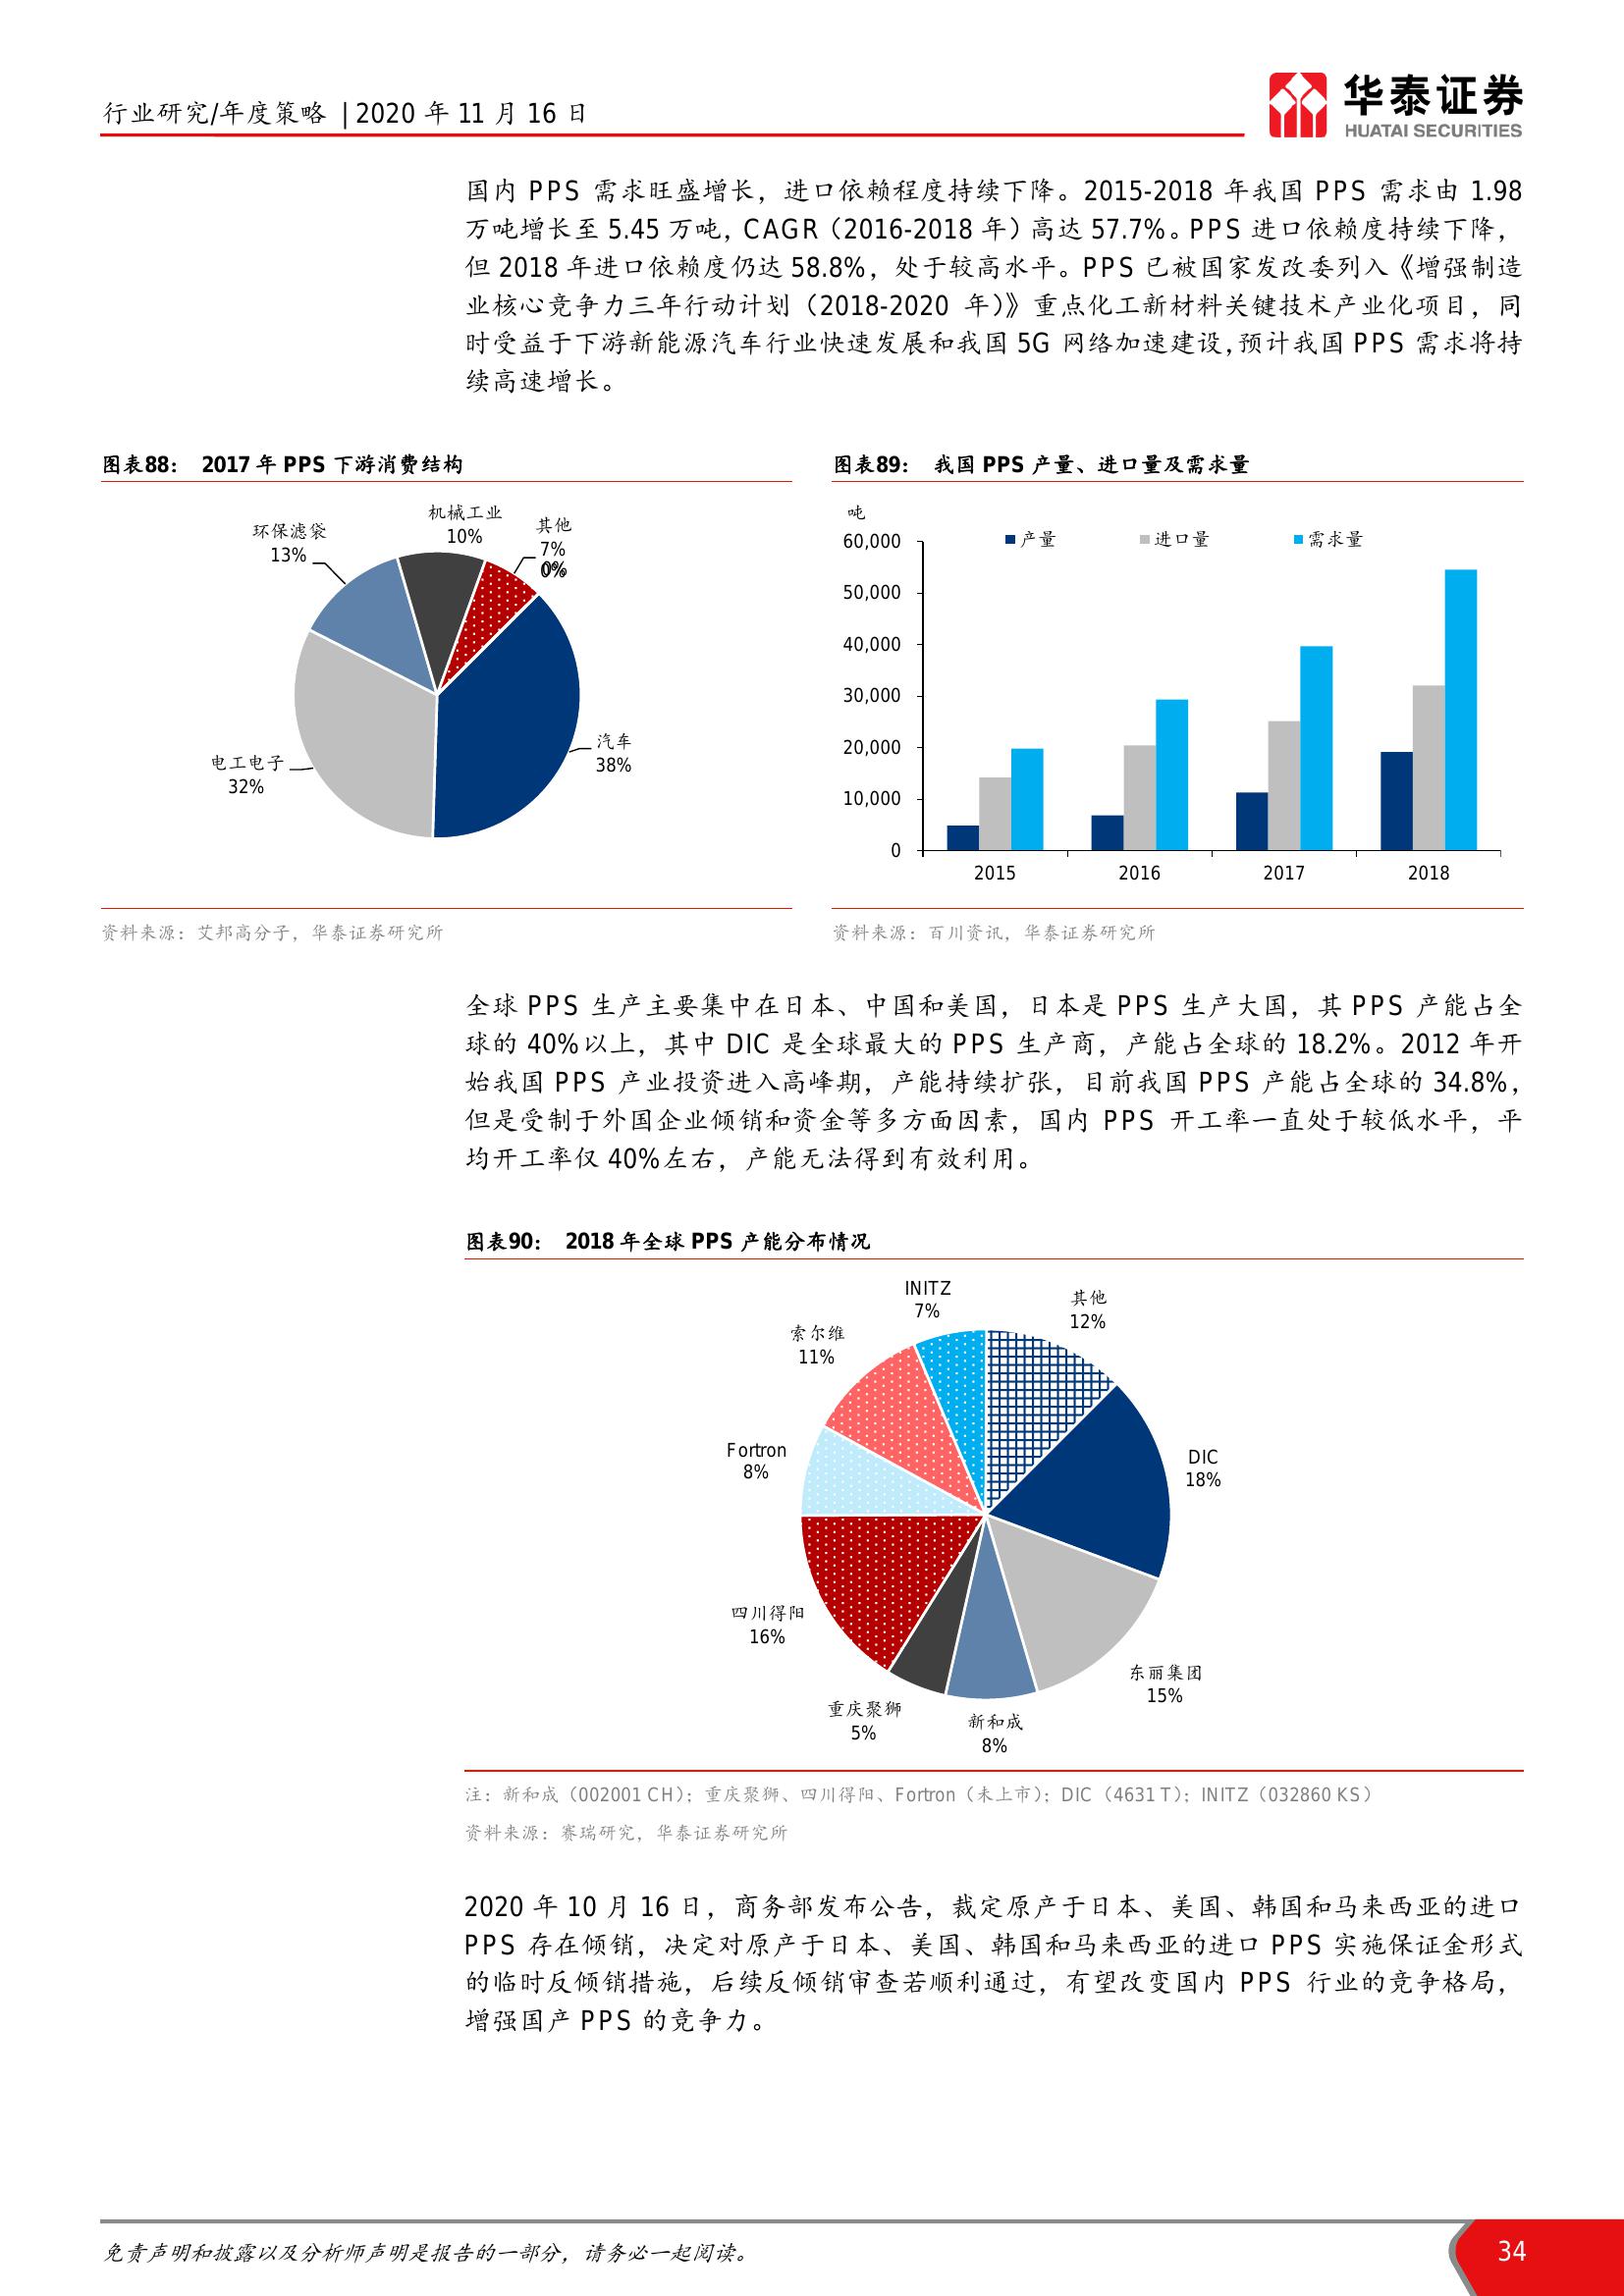 行业研究/年度策略 | 2020 年 11 月 16 日
华泰证券
HUATAI SECURITIES
国内 PPS 需求旺盛增长，进口依赖程度持续下降。2015-2018 年我国 PPS 需求由 1.98
万吨增长至 5.45 万吨，CAGR（2016-2018 年）高达 57.7%。PPS 进口依赖度持续下降，
但 2018 年进口依赖度仍达 58.8%，处于较高水平。PPS 已被国家发改委列入《增强制造
业核心竞争力三年行动计划（2018-2020 年）》重点化工新材料关键技术产业化项目，同
时受益于下游新能源汽车行业快速发展和我国 5G 网络加速建设，预计我国 PPS 需求将持
续高速增长。
图表88： 2017 年 PPS 下游消费结构
机械工业
10%
其他
7%
0%
环保滤袋
13%
汽车
38%
电工电子
32%
资料来源：艾邦高分子，华泰证券研究所
图表89： 我国 PPS 产量、进口量及需求量
吨
产量 进口量 需求量
60,000
50,000
40,000
30,000
20,000
10,000
0
2015 2016 2017 2018
资料来源：百川资讯，华泰证券研究所
全球 PPS 生产主要集中在日本、中国和美国，日本是 PPS 生产大国，其 PPS 产能占全
球的 40%以上，其中 DIC 是全球最大的 PPS 生产商，产能占全球的 18.2%。2012 年开
始我国 PPS 产业投资进入高峰期，产能持续扩张，目前我国 PPS 产能占全球的 34.8%，
但是受制于外国企业倾销和资金等多方面因素，国内 PPS 开工率一直处于较低水平，平
均开工率仅 40%左右，产能无法得到有效利用。
图表90： 2018 年全球 PPS 产能分布情况
INITZ
7%
其他
12%
索尔维
11%
Fortron
8%
DIC
18%
四川得阳
16%
东丽集团
15%
重庆聚狮
5%
新和成
8%
注：新和成（002001 CH）；重庆聚狮、四川得阳、Fortron（未上市）；DIC（4631 T）；INITZ（032860 KS）
资料来源：赛瑞研究，华泰证券研究所
2020 年 10 月 16 日，商务部发布公告，裁定原产于日本、美国、韩国和马来西亚的进口
PPS 存在倾销，决定对原产于日本、美国、韩国和马来西亚的进口 PPS 实施保证金形式
的临时反倾销措施，后续反倾销审查若顺利通过，有望改变国内 PPS 行业的竞争格局，
增强国产 PPS 的竞争力。
免责声明和披露以及分析师声明是报告的一部分，请务必一起阅读。
34